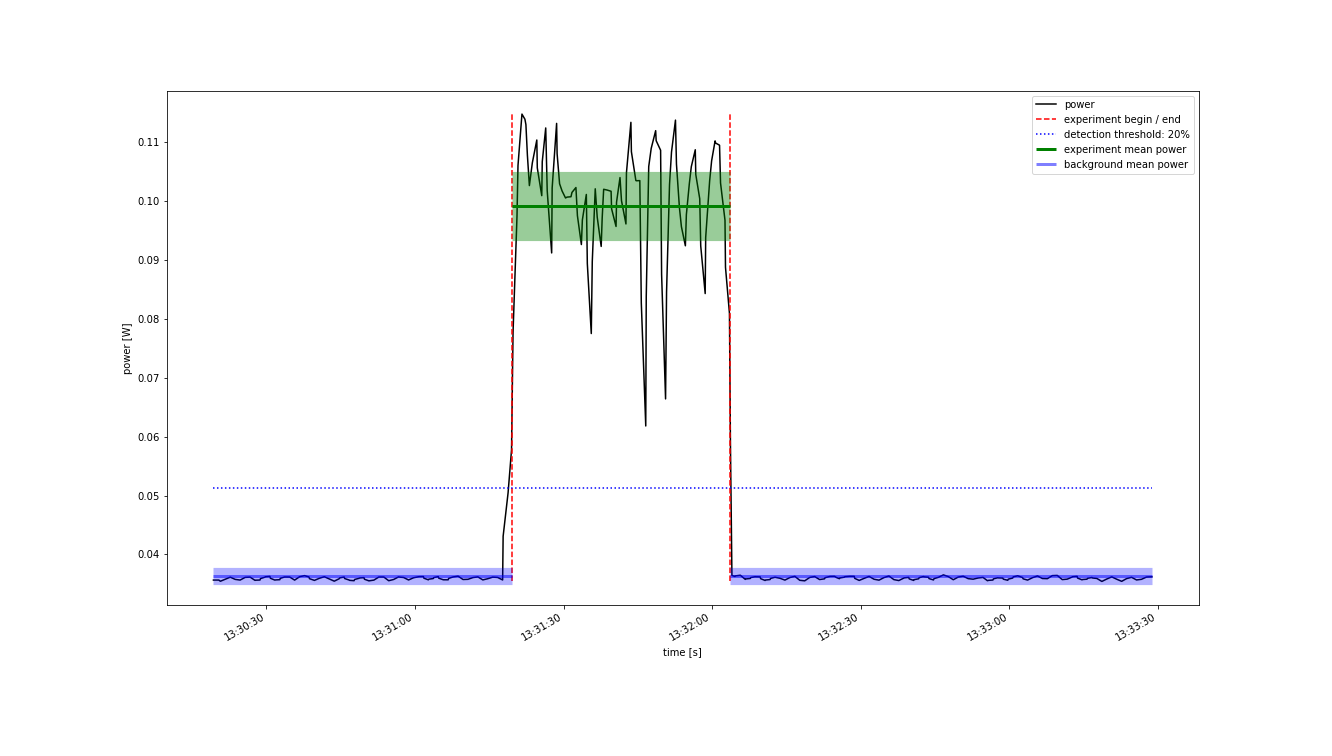 power
experiment begin / end
detection threshold: 20%
experiment mean power
background mean power
0.11
0.10
0.09
0.08
0.07
0.06
0.05
0.04
power [W]
13:30:30
13:31:00
13:31:30
13:32:00
13:32:30
13:33:00
13:33:30
time [s]